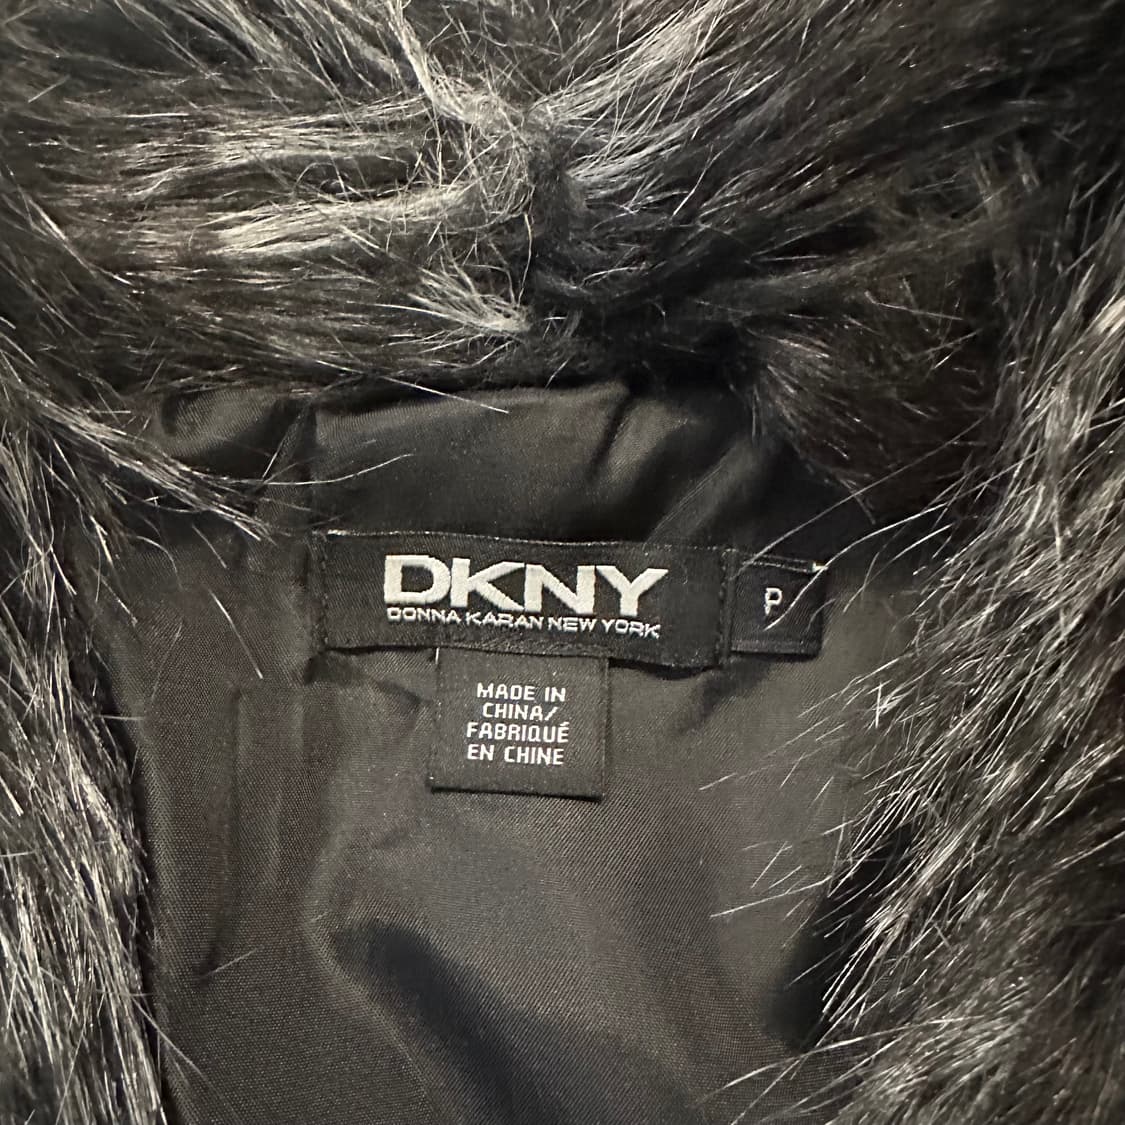 DKNY
DONNA KARAN NEW YORK
P
MADE IN
CHINA/
FABRIQUÉ
EN CHINE